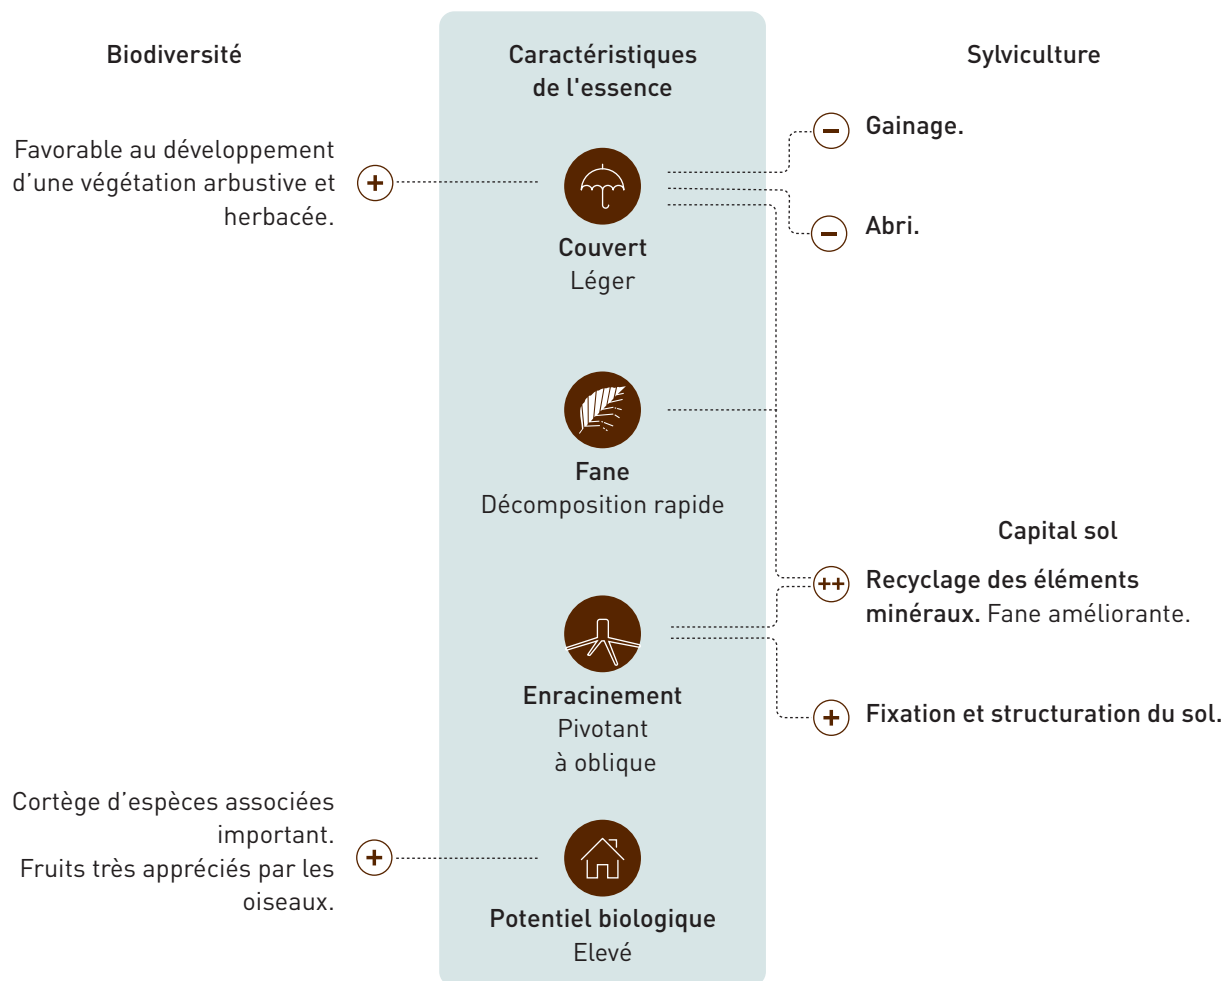 Biodiversité
Caractéristiques
de l'essence
Sylviculture
Favorable au développement
d’une végétation arbustive et
herbacée.
+
Couvert
Léger
−
Gainage.
−
Abri.
Fane
Décomposition rapide
Capital sol
++
Recyclage des éléments
minéraux. Fane améliorante.
Enracinement
Pivotant
à oblique
+
Fixation et structuration du sol.
Cortège d’espèces associées
important.
Fruits très appréciés par les
oiseaux.
+
Potentiel biologique
Elevé